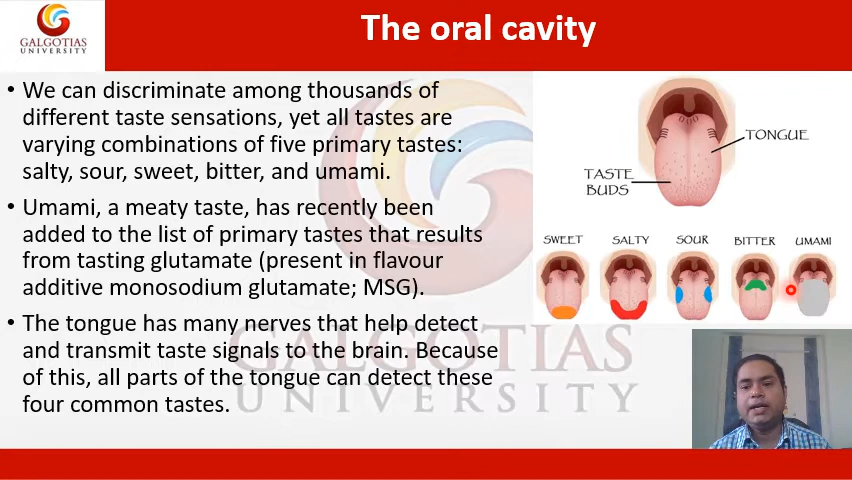 GALGOTIAS
UNIVERSITY
The oral cavity
• We can discriminate among thousands of
different taste sensations, yet all tastes are
varying combinations of five primary tastes:
salty, sour, sweet, bitter, and umami.
• Umami, a meaty taste, has recently been
added to the list of primary tastes that results
from tasting glutamate (present in flavour
additive monosodium glutamate; MSG).
• The tongue has many nerves that help detect
and transmit taste signals to the brain. Because
of this, all parts of the tongue can detect these
four common tastes.
TONGUE
TASTE
BUDS
SWEET SALTY SOUR BITTER UMAMI
GALGOTIAS
UNIVERSITY